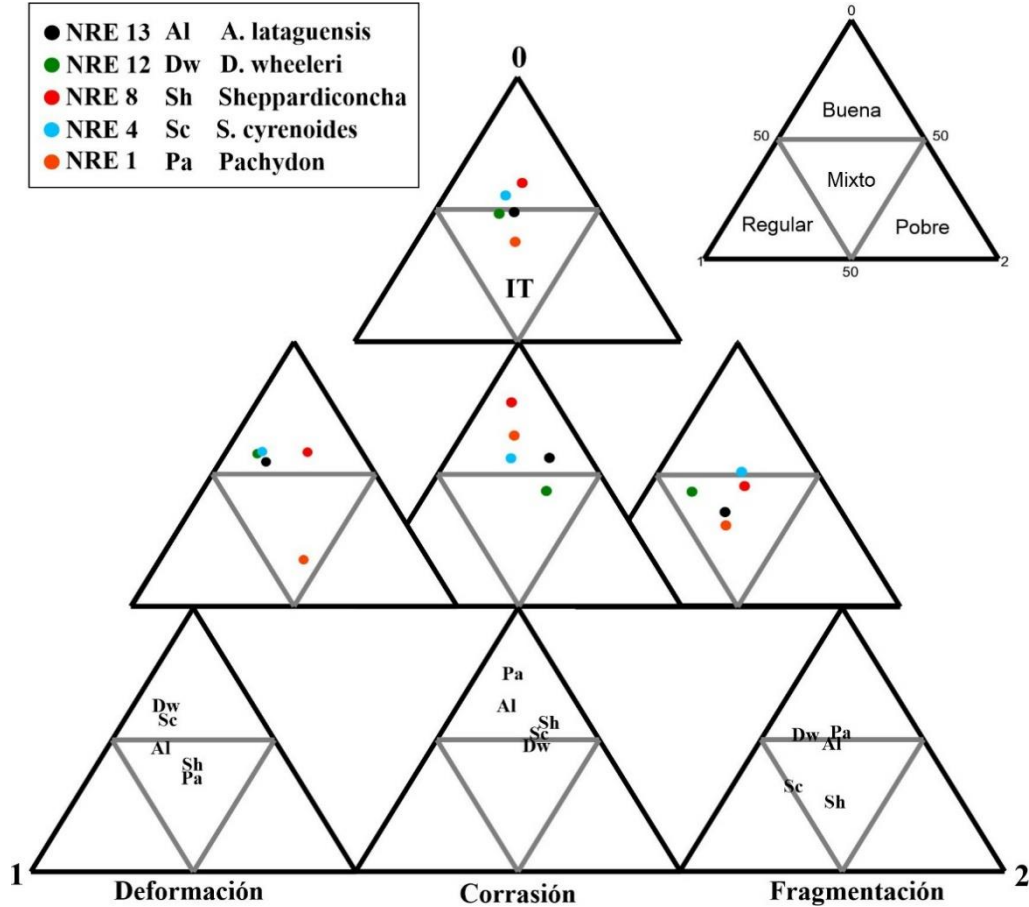 NRE 13 Al A. lataguensis
NRE 12 Dw D. wheeleri
NRE 8 Sh Sheppardiconcha
NRE 4 Sc S. cyrenoides
NRE 1 Pa Pachydon
0
Buena
50 50
Mixto
Regular Pobre
1 50 2
0
IT
Dw
Sc
Al
Sh
Pa
Pa
Al
Sh
Sc
Dw
Pa
Dw
Al
Sc
Sh
1 2
Deformación Corrasión Fragmentación